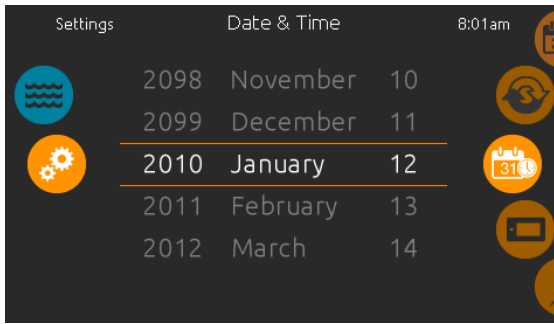 Settings Date & Time 8:01am
2098 November 10
2099 December 11
2010 January 12
31
2011 February 13
2012 March 14